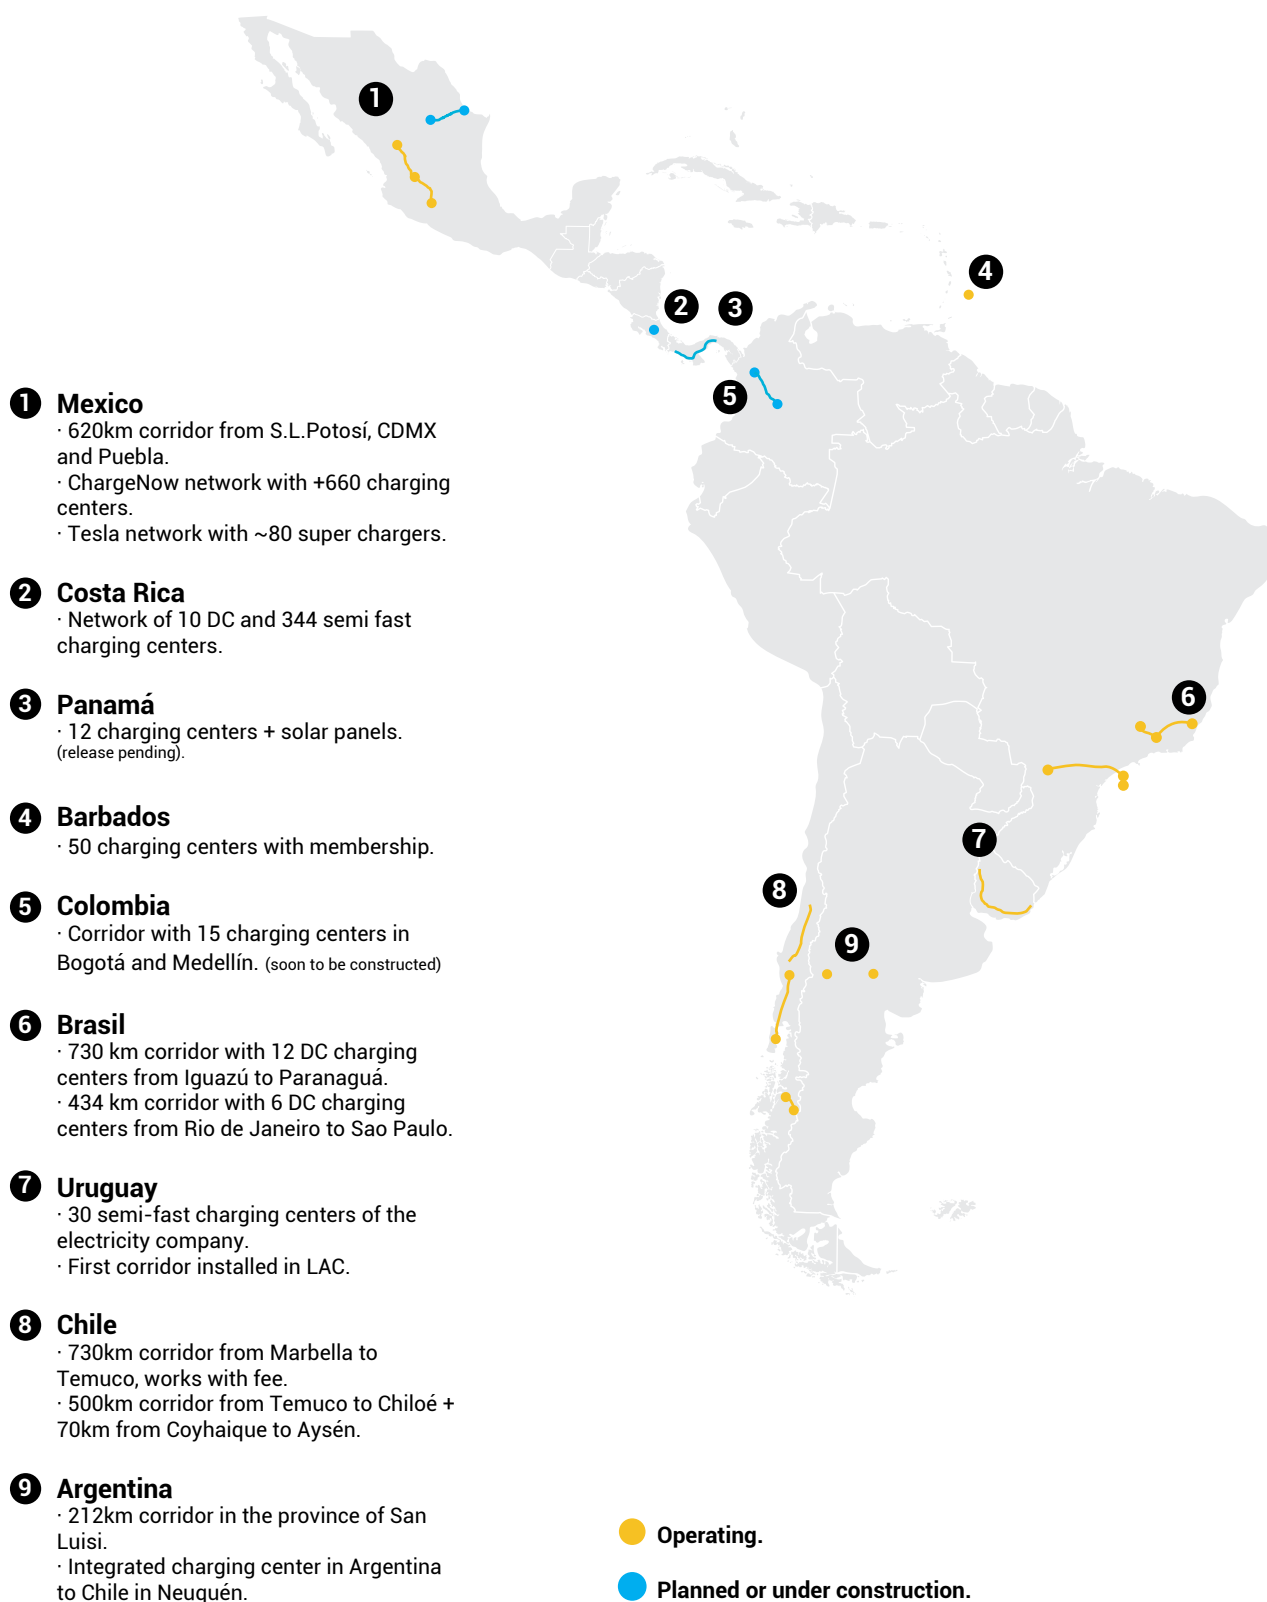 1
2
3
4
5
6
7
8
9
1 Mexico
· 620km corridor from S.L.Potosí, CDMX
and Puebla.
· ChargeNow network with +660 charging
centers.
· Tesla network with ~80 super chargers.
2 Costa Rica
· Network of 10 DC and 344 semi fast
charging centers.
3 Panamá
· 12 charging centers + solar panels.
(release pending).
4 Barbados
· 50 charging centers with membership.
5 Colombia
· Corridor with 15 charging centers in
Bogotá and Medellín. (soon to be constructed)
6 Brasil
· 730 km corridor with 12 DC charging
centers from Iguazú to Paranaguá.
· 434 km corridor with 6 DC charging
centers from Rio de Janeiro to Sao Paulo.
7 Uruguay
· 30 semi-fast charging centers of the
electricity company.
· First corridor installed in LAC.
8 Chile
· 730km corridor from Marbella to
Temuco, works with fee.
· 500km corridor from Temuco to Chiloé +
70km from Coyhaique to Aysén.
9 Argentina
· 212km corridor in the province of San
Luisi.
· Integrated charging center in Argentina
to Chile in Neuquén.
Operating.
Planned or under construction.